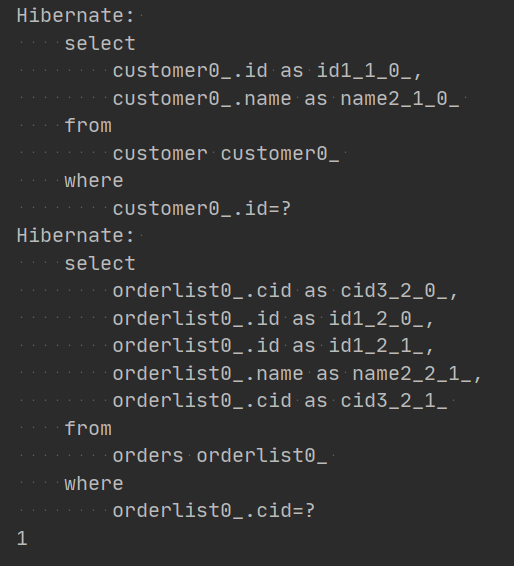 Hibernate:
    select
        customer0_.id as id1_1_0_,
        customer0_.name as name2_1_0_
    from
        customer customer0_
    where
        customer0_.id=?
Hibernate:
    select
        orderlist0_.cid as cid3_2_0_,
        orderlist0_.id as id1_2_0_,
        orderlist0_.id as id1_2_1_,
        orderlist0_.name as name2_2_1_,
        orderlist0_.cid as cid3_2_1_
    from
        orders orderlist0_
    where
        orderlist0_.cid=?
1